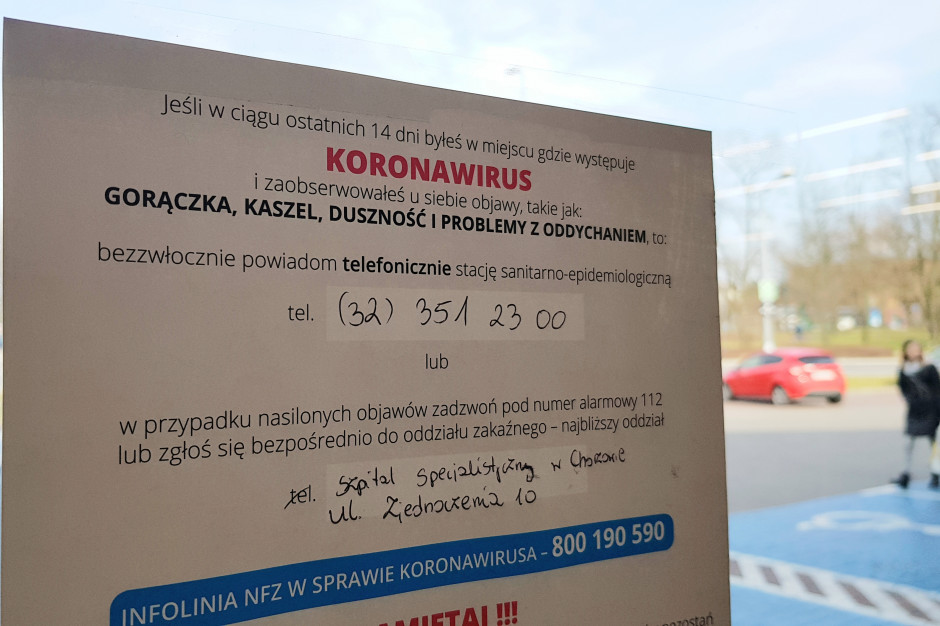 Jeśli w ciągu ostatnich 14 dni byłeś w miejscu gdzie występuje
KORONAWIRUS
i zaobserwowałeś u siebie objawy, takie jak:
GORĄCZKA, KASZEL, DUSZNOŚĆ I PROBLEMY Z ODDYCHANIEM, to:
bezzwłocznie powiadom telefonicznie stację sanitarno-epidemiologiczną
tel. (32) 351 23 00
lub
w przypadku nasilonych objawów zadzwoń pod numer alarmowy 112
lub zgłoś się bezpośrednio do oddziału zakaźnego – najbliższy oddział
tel. Szpital Specjalistyczny w Chorzowie
ul. Zjednoczenia 10
INFOLINIA NFZ W SPRAWIE KORONAWIRUSA – 800 190 590